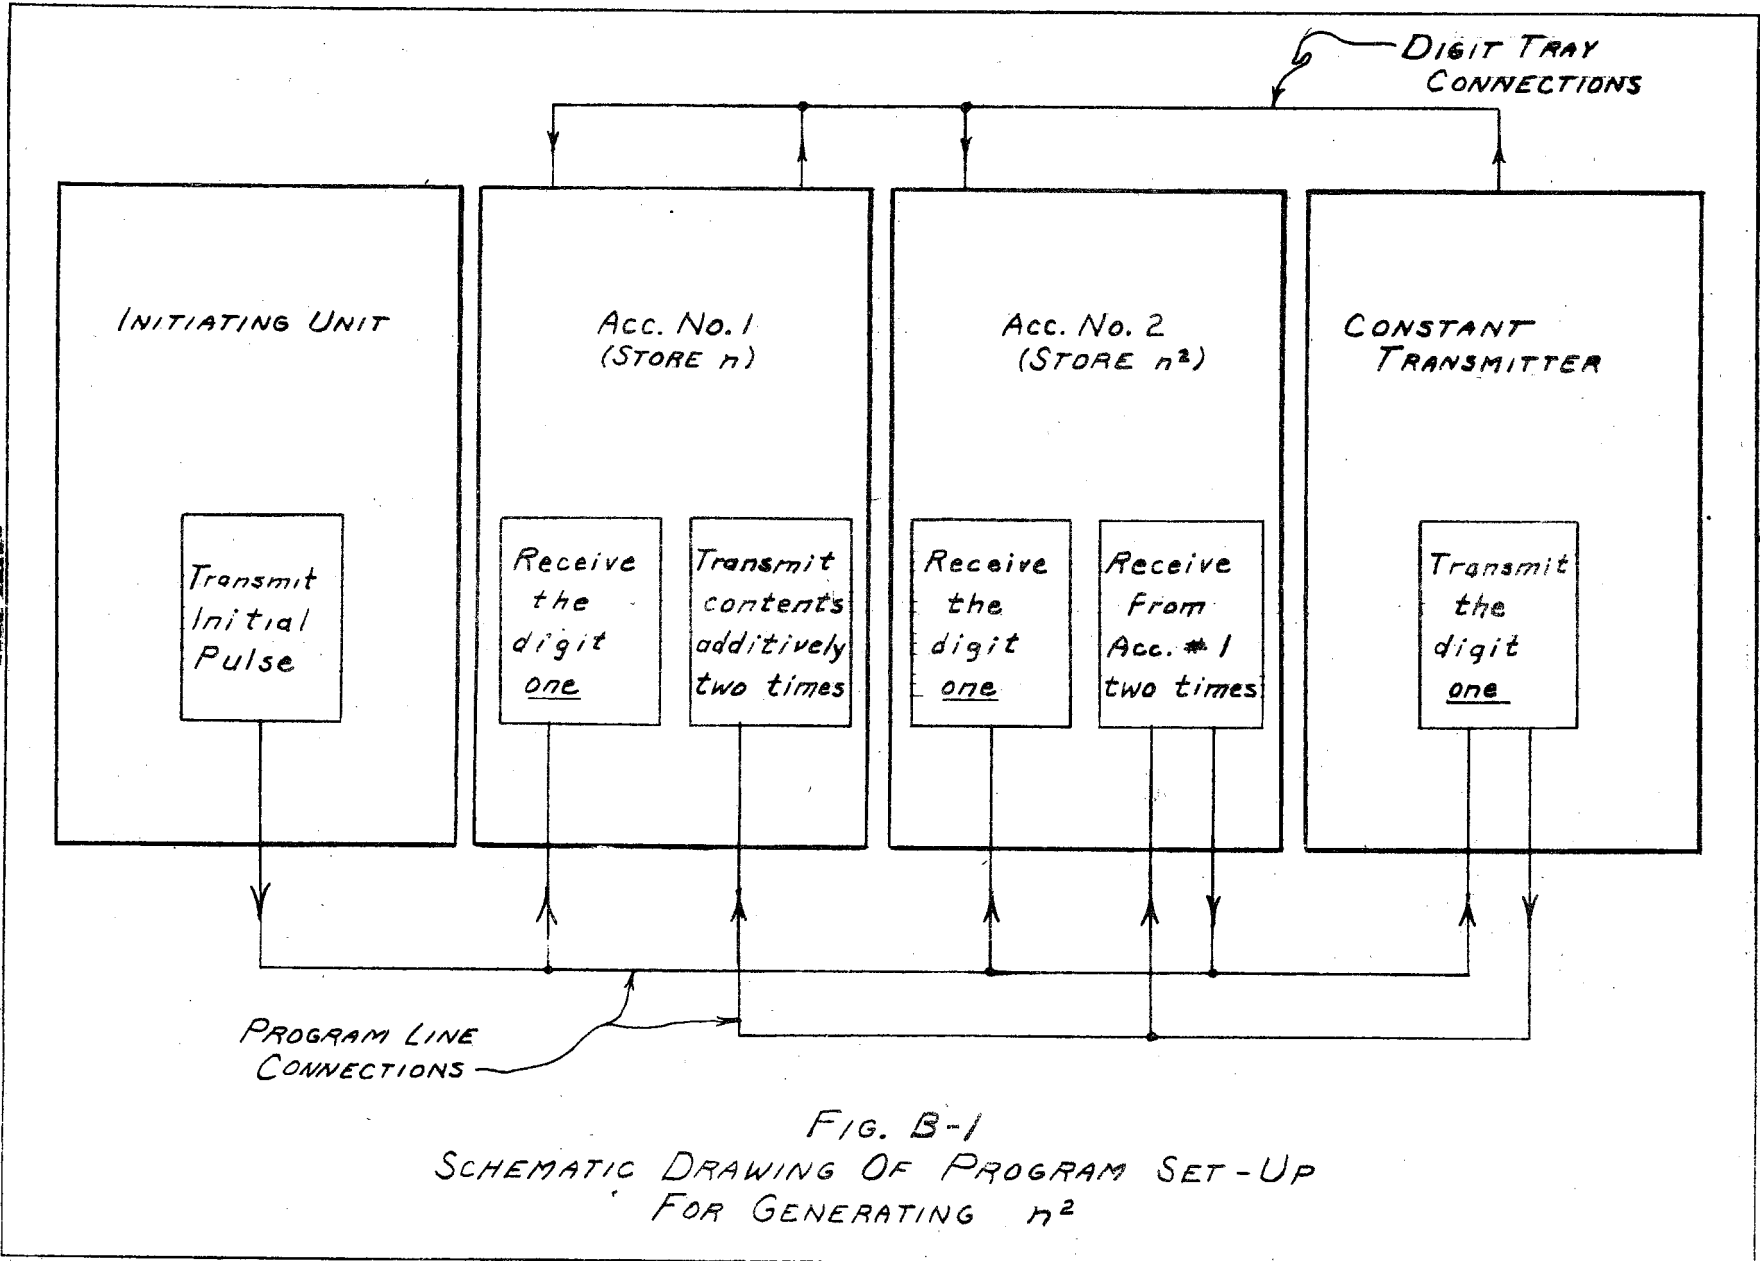 DIGIT TRAY
CONNECTIONS
INITIATING UNIT
ACC. NO. 1
(STORE n)
ACC. NO. 2
(STORE n²)
CONSTANT
TRANSMITTER
Transmit
Initial
Pulse
Receive
the
digit
one
Transmit
contents
additively
two times
Receive
the
digit
one
Receive
From
Acc. #1
two times
Transmit
the
digit
one
PROGRAM LINE
CONNECTIONS
FIG. B-1
SCHEMATIC DRAWING OF PROGRAM SET-UP
FOR GENERATING n²